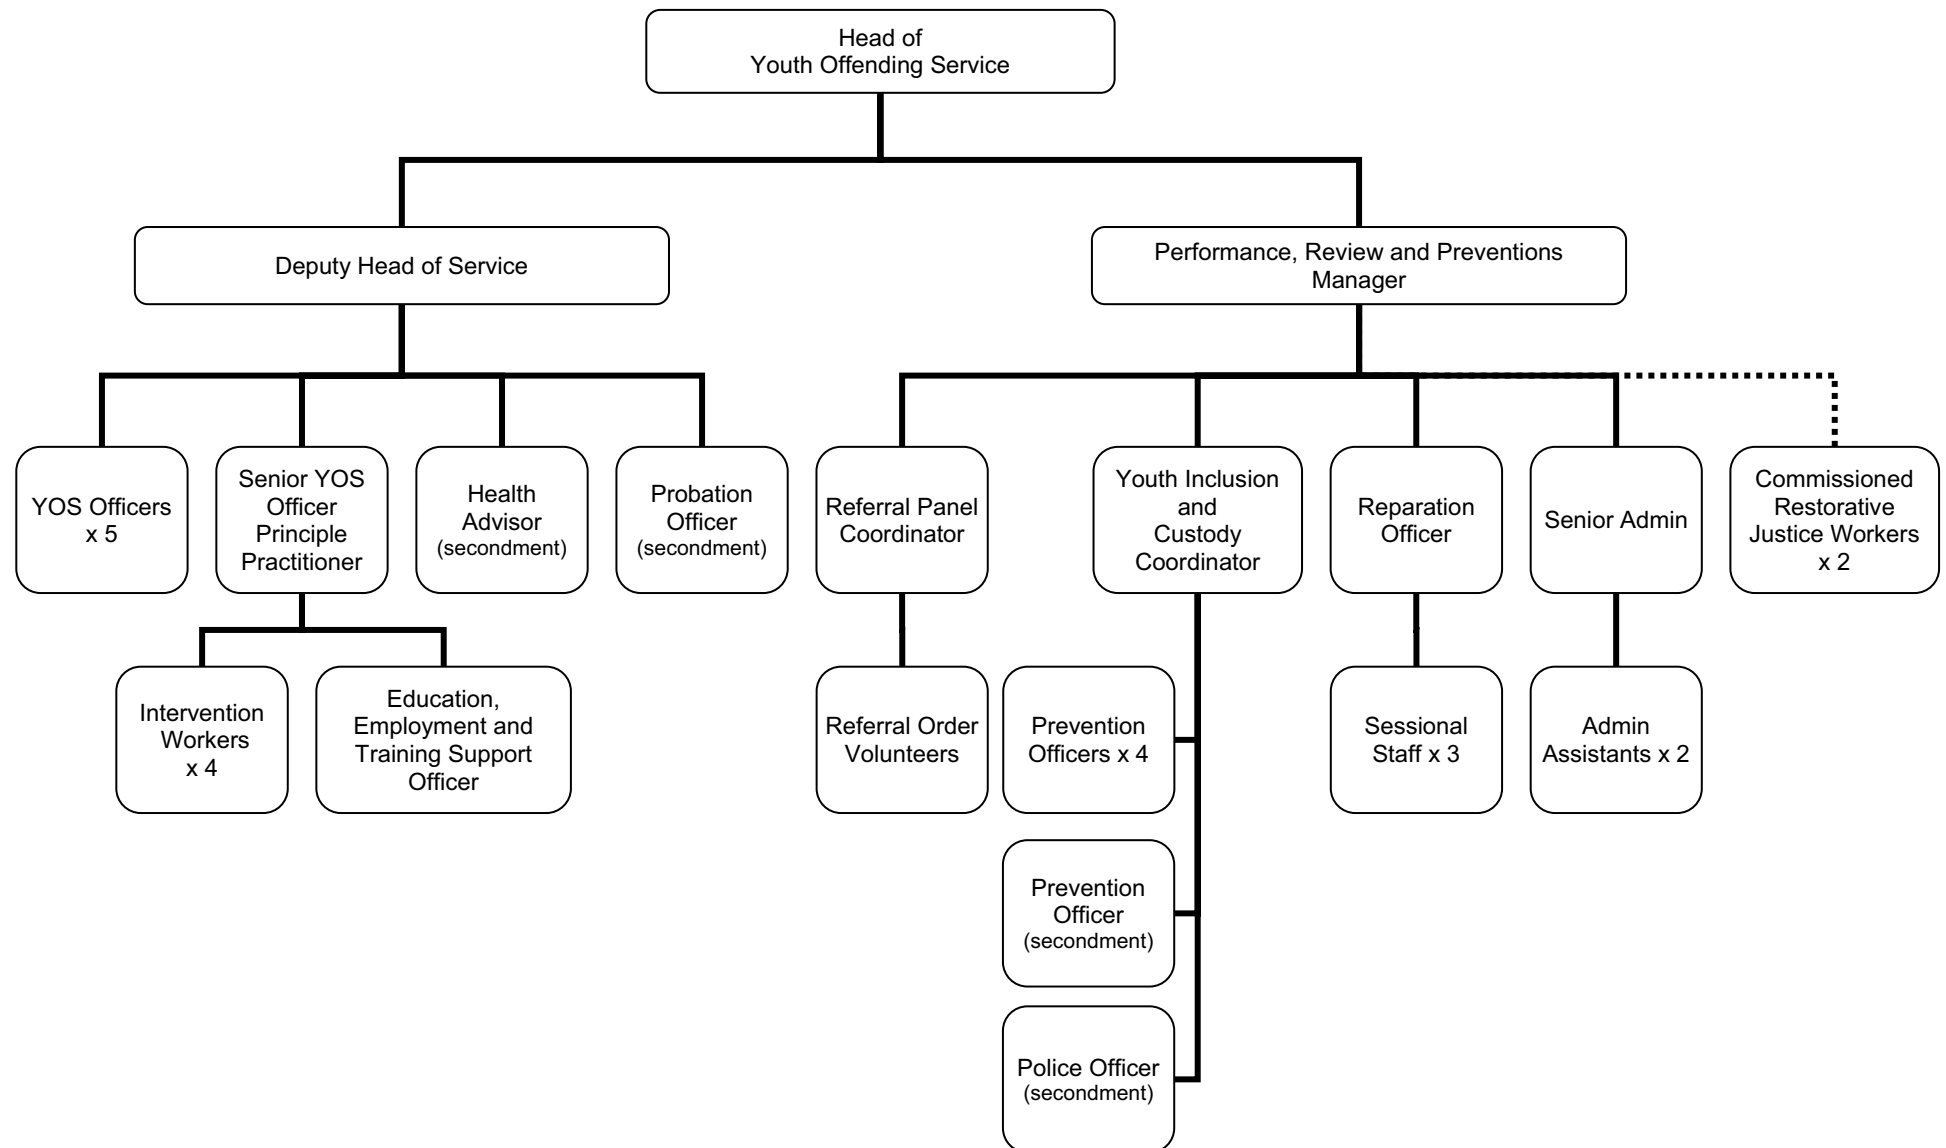 Head of
Youth Offending Service
Deputy Head of Service
Performance, Review and Preventions
Manager
YOS Officers
x 5
Senior YOS
Officer
Principle
Practitioner
Health
Advisor
(secondment)
Probation
Officer
(secondment)
Referral Panel
Coordinator
Youth Inclusion
and
Custody
Coordinator
Reparation
Officer
Senior Admin
Commissioned
Restorative
Justice Workers
x 2
Intervention
Workers
x 4
Education,
Employment and
Training Support
Officer
Referral Order
Volunteers
Prevention
Officers x 4
Sessional
Staff x 3
Admin
Assistants x 2
Prevention
Officer
(secondment)
Police Officer
(secondment)